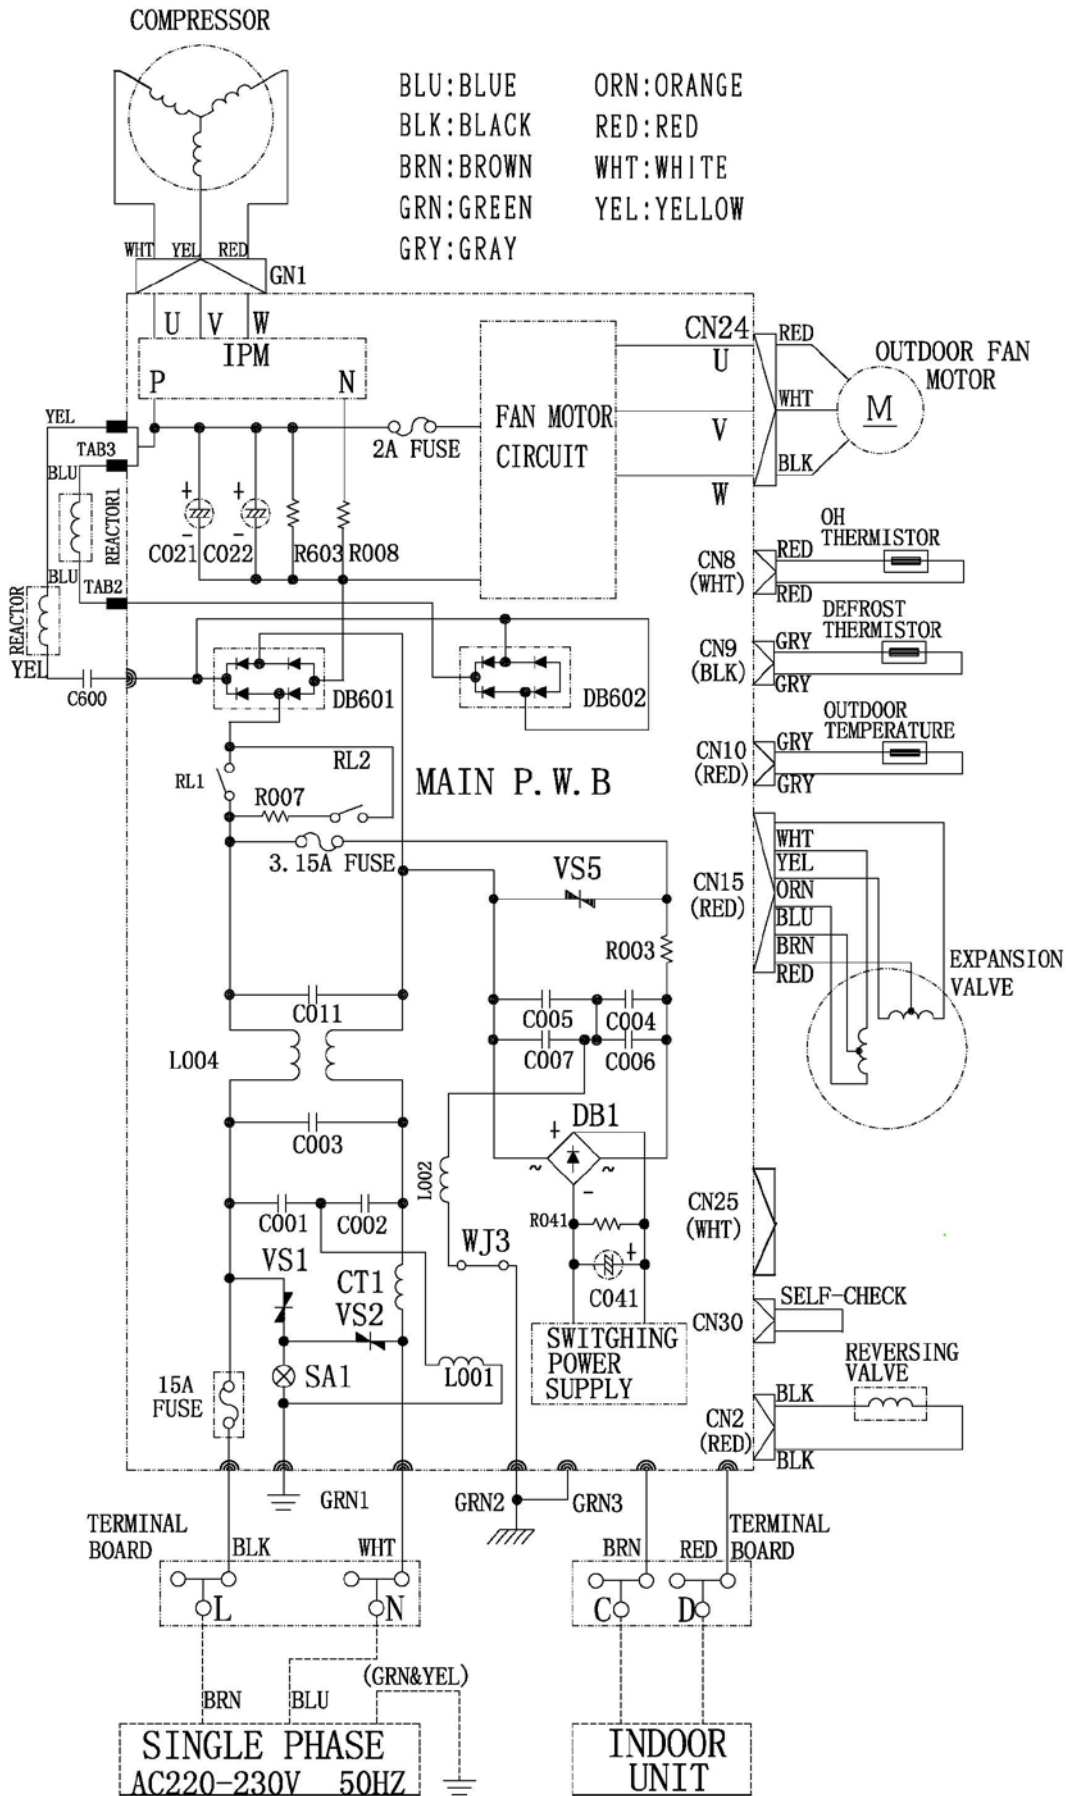 COMPRESSOR
BLU:BLUE
BLK:BLACK
BRN:BROWN
GRN:GREEN
GRY:GRAY
ORN:ORANGE
RED:RED
WHT:WHITE
YEL:YELLOW
WHT YEL RED
GN1
U V W
IPM
P N
YEL
TAB3
BLU
REACTOR1
BLU
TAB2
REACTOR
YEL
C600
+ +
- -
C021 C022 R603 R008
2A FUSE
FAN MOTOR
CIRCUIT
CN24
U
V
W
RED
WHT
BLK
OUTDOOR FAN
MOTOR
M
CN8
(WHT)
RED
RED
OH
THERMISTOR
CN9
(BLK)
GRY
GRY
DEFROST
THERMISTOR
CN10
(RED)
GRY
GRY
OUTDOOR
TEMPERATURE
DB601
DB602
RL1
RL2
R007
MAIN P.W.B
3.15A FUSE
VS5
R003
CN15
(RED)
WHT
YEL
ORN
BLU
BRN
RED
EXPANSION
VALVE
C011
L004
C003
C005 C004
C007 C006
DB1
+
~ ~
-
L002
C001 C002
R041
WJ3
+
C041
VS1
CT1
VS2
SA1
L001
15A
FUSE
SWITGHING
POWER
SUPPLY
CN25
(WHT)
CN30
SELF-CHECK
REVERSING
VALVE
CN2
(RED)
BLK
BLK
GRN1
GRN2
GRN3
TERMINAL
BOARD
BLK
WHT
L
N
BRN
RED
TERMINAL
BOARD
C
D
BRN
BLU
(GRN&YEL)
SINGLE PHASE
AC220-230V 50HZ
INDOOR
UNIT